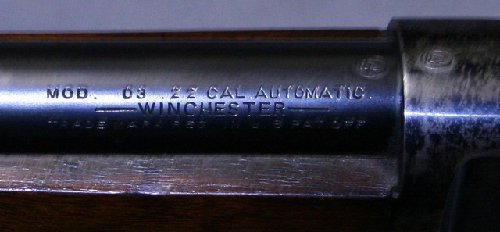 MOD. 63 .22 CAL. AUTOMATIC.
—WINCHESTER—
TRADE MARK REG. IN U.S. PAT. OFF.